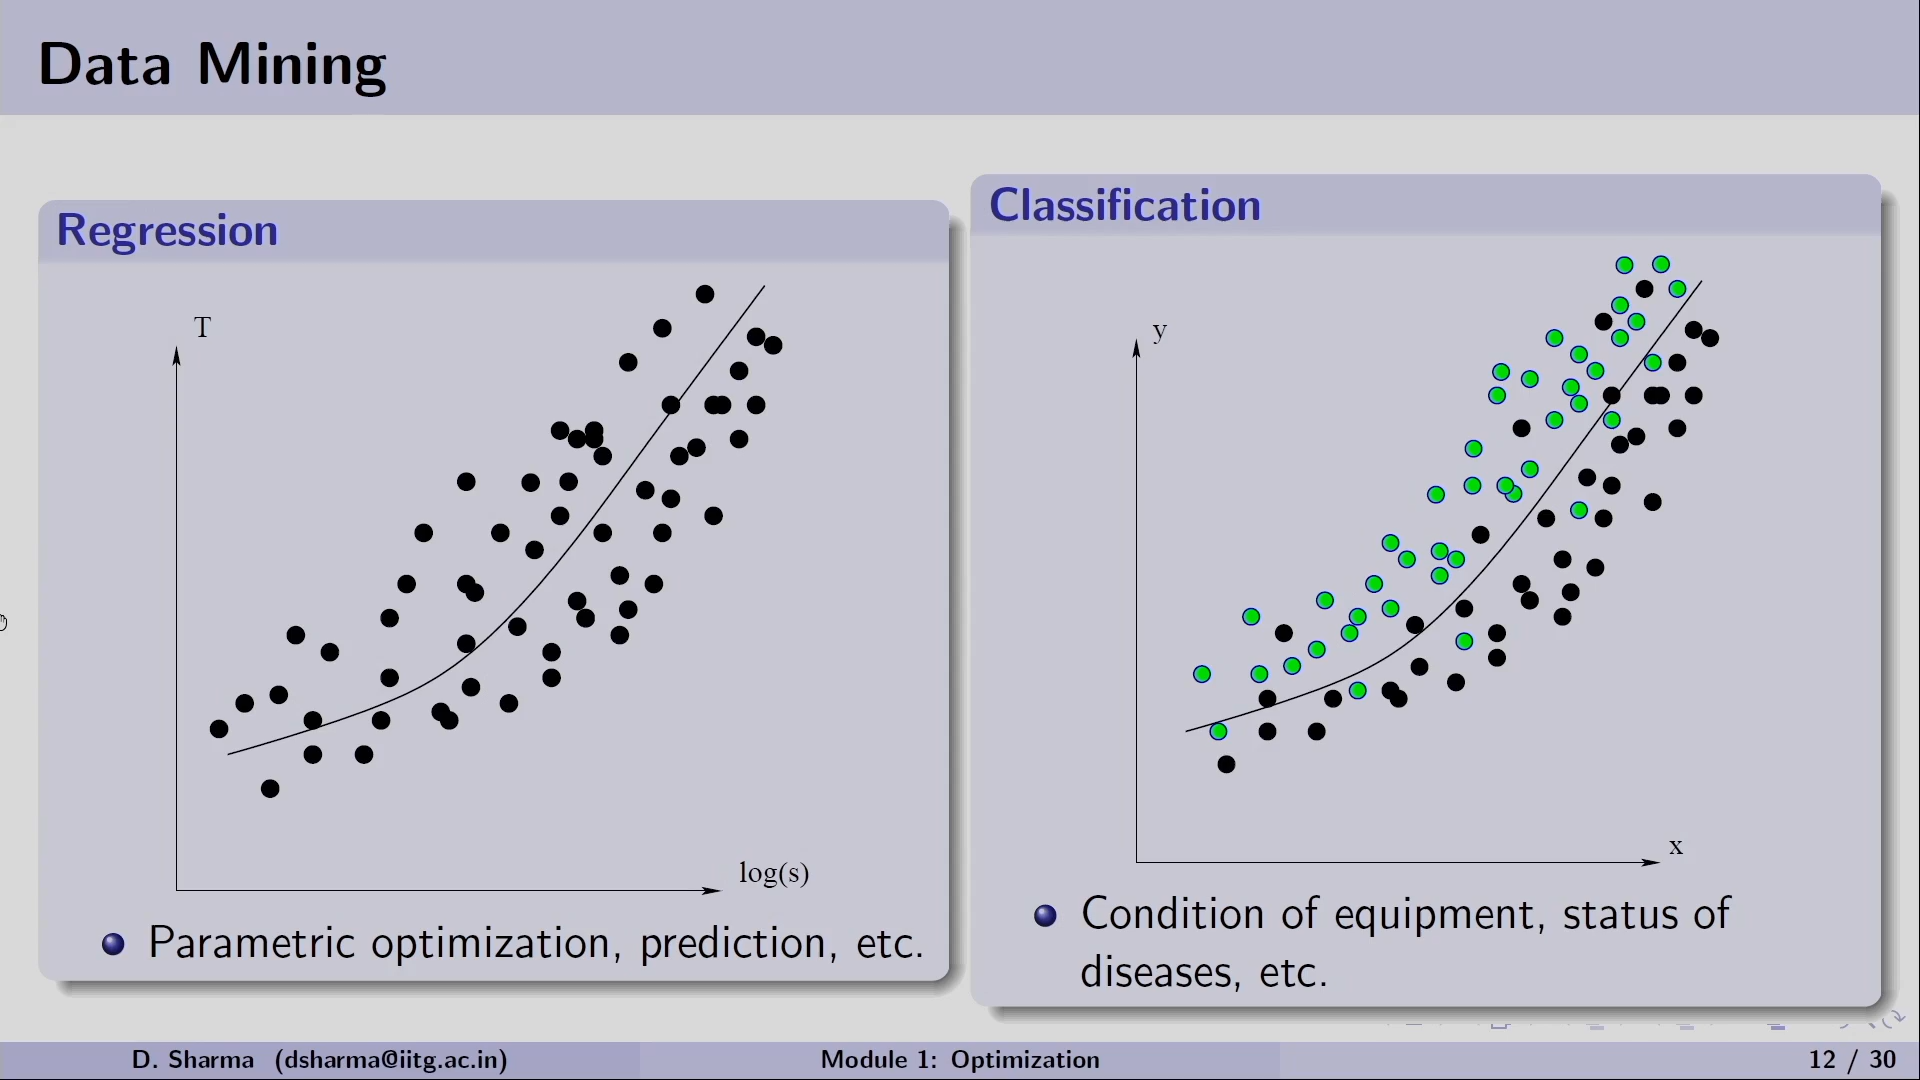 Data Mining
Regression
T
log(s)
Parametric optimization, prediction, etc.
Classification
y
x
Condition of equipment, status of
diseases, etc.
D. Sharma (dsharma@iitg.ac.in)
Module 1: Optimization
12 / 30